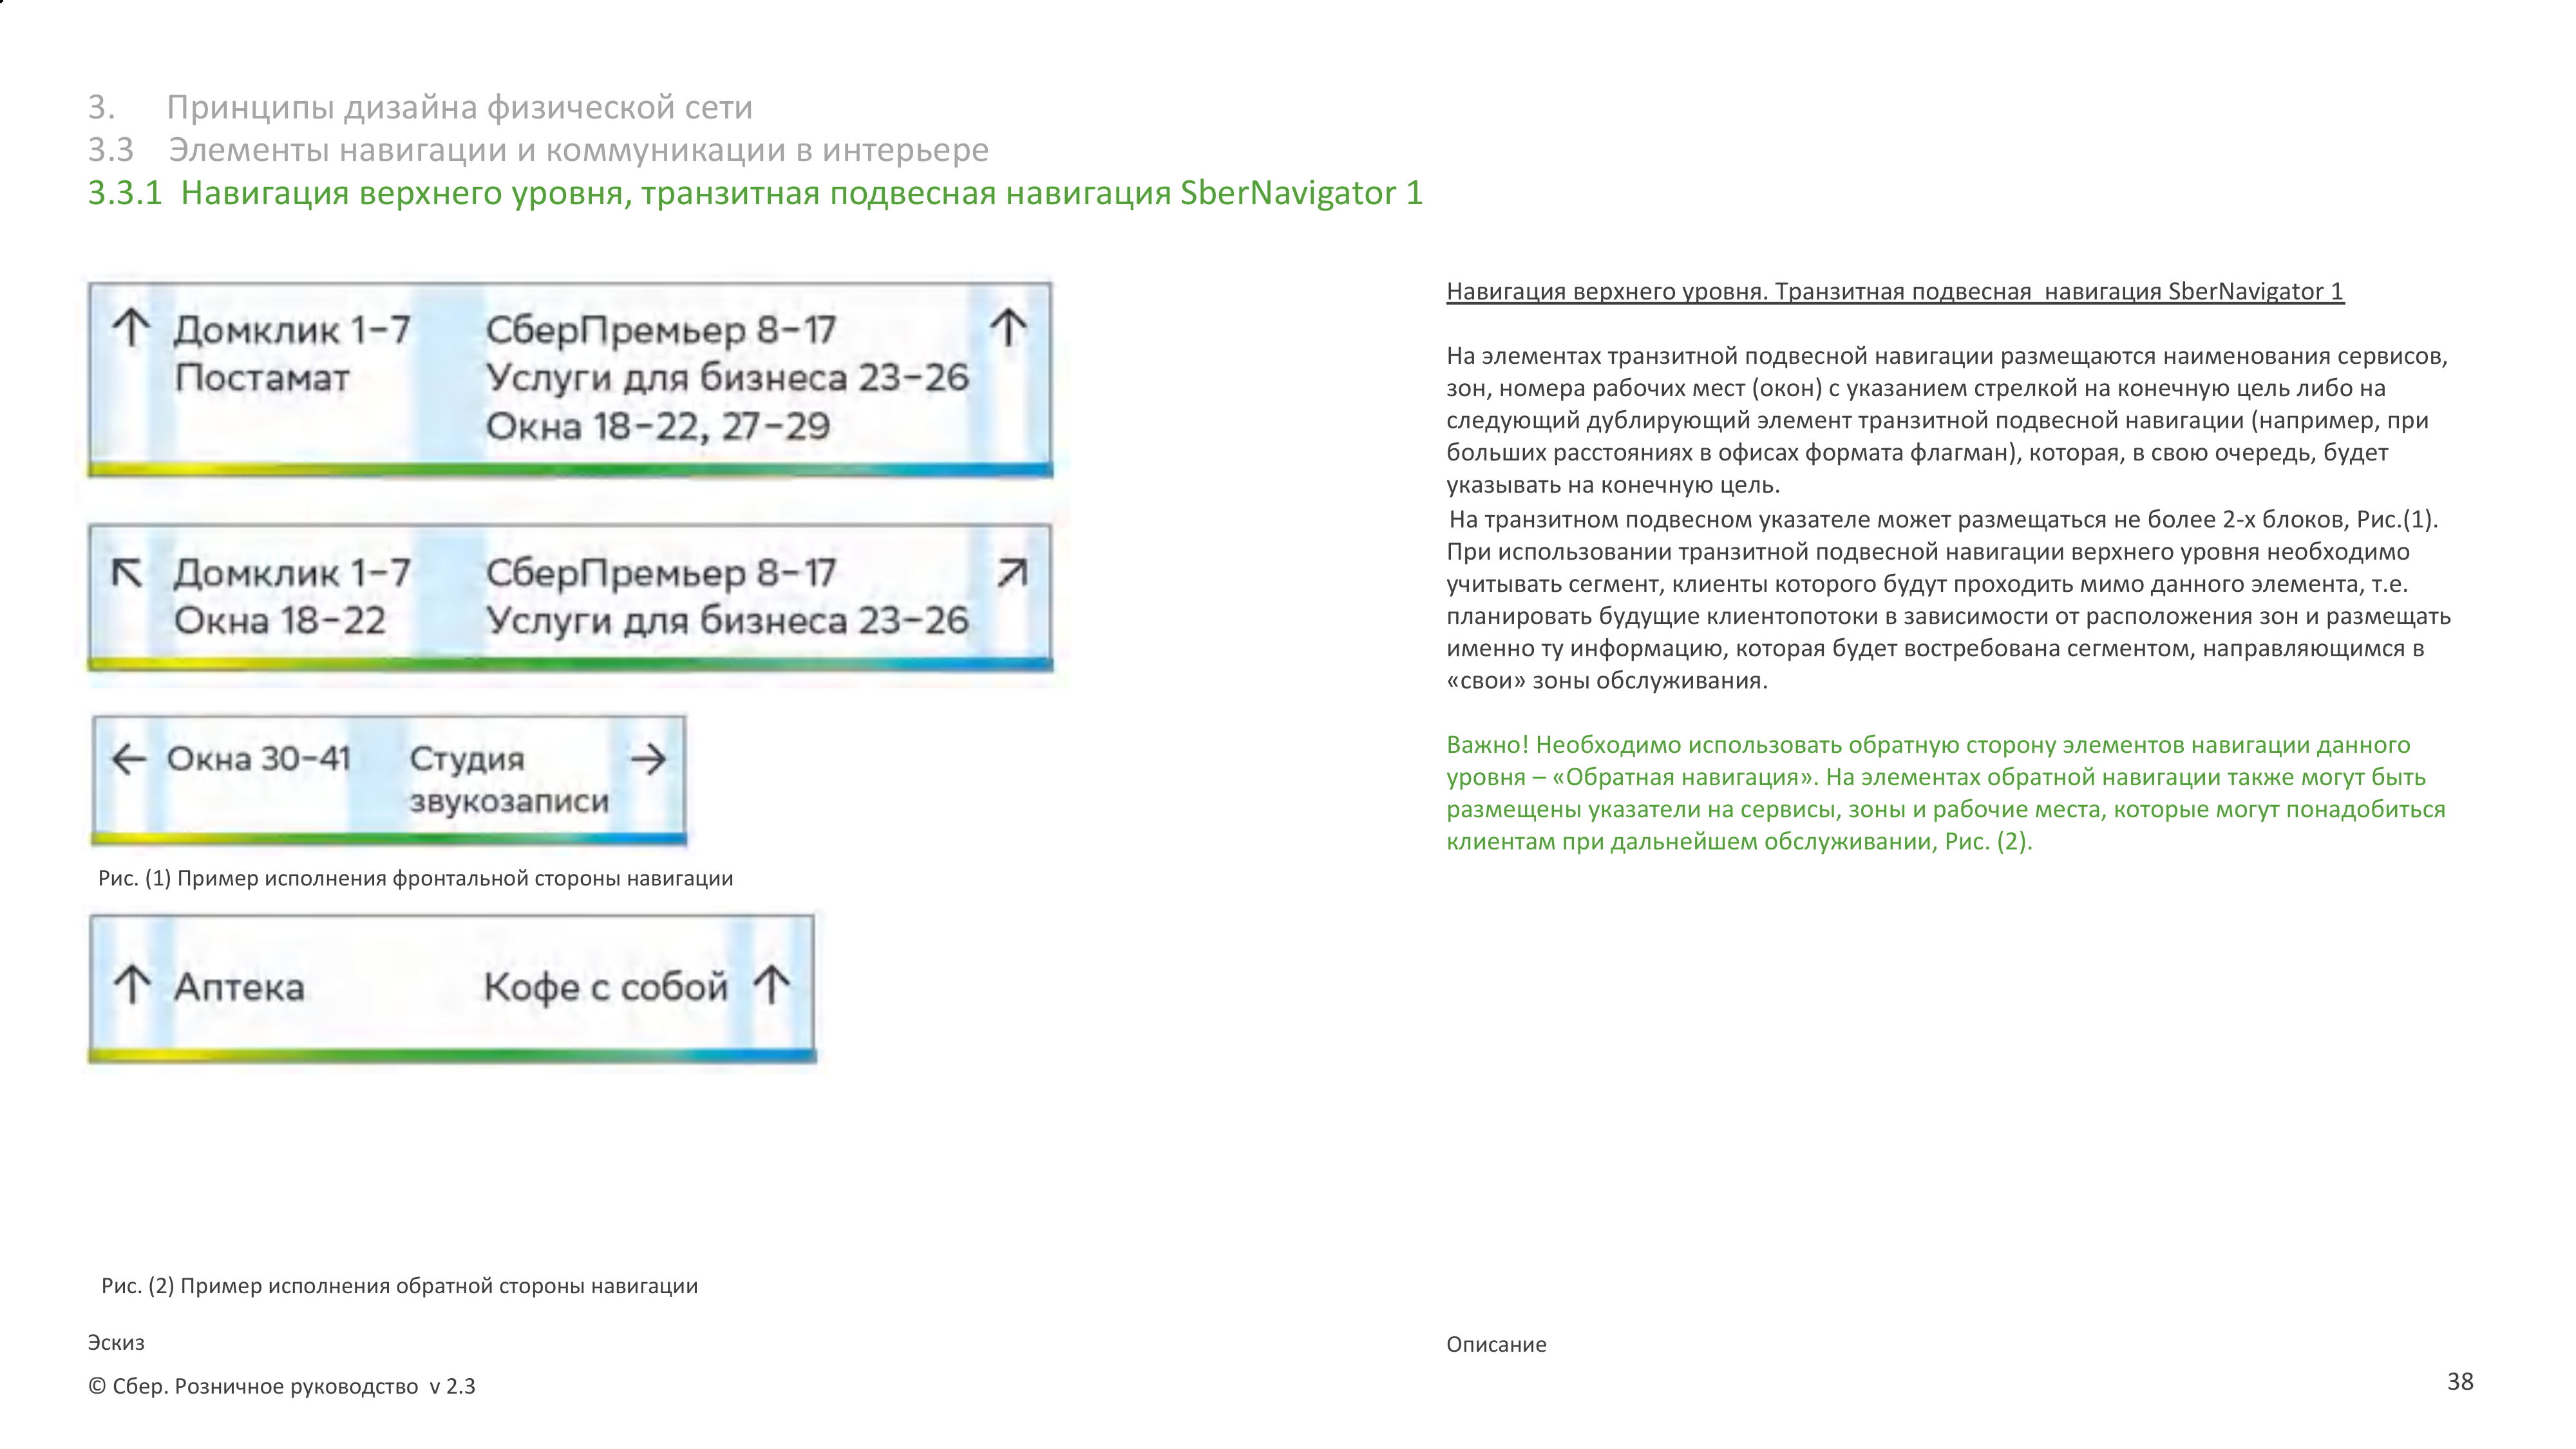 3. Принципы дизайна физической сети
3.3 Элементы навигации и коммуникации в интерьере
3.3.1 Навигация верхнего уровня, транзитная подвесная навигация SberNavigator 1
↑ Домклик 1–7 СберПремьер 8–17 ↑
Постамат Услуги для бизнеса 23–26
Окна 18–22, 27–29
↖ Домклик 1–7 СберПремьер 8–17 ↗
Окна 18–22 Услуги для бизнеса 23–26
← Окна 30–41 Студия →
звукозаписи
Рис. (1) Пример исполнения фронтальной стороны навигации
↑ Аптека Кофе с собой ↑
Рис. (2) Пример исполнения обратной стороны навигации
Эскиз
Навигация верхнего уровня. Транзитная подвесная навигация SberNavigator 1
На элементах транзитной подвесной навигации размещаются наименования сервисов,
зон, номера рабочих мест (окон) с указанием стрелкой на конечную цель либо на
следующий дублирующий элемент транзитной подвесной навигации (например, при
больших расстояниях в офисах формата флагман), которая, в свою очередь, будет
указывать на конечную цель.
На транзитном подвесном указателе может размещаться не более 2-х блоков, Рис.(1).
При использовании транзитной подвесной навигации верхнего уровня необходимо
учитывать сегмент, клиенты которого будут проходить мимо данного элемента, т.е.
планировать будущие клиентопотоки в зависимости от расположения зон и размещать
именно ту информацию, которая будет востребована сегментом, направляющимся в
«свои» зоны обслуживания.
Важно! Необходимо использовать обратную сторону элементов навигации данного
уровня – «Обратная навигация». На элементах обратной навигации также могут быть
размещены указатели на сервисы, зоны и рабочие места, которые могут понадобиться
клиентам при дальнейшем обслуживании, Рис. (2).
Описание
© Сбер. Розничное руководство v 2.3
38